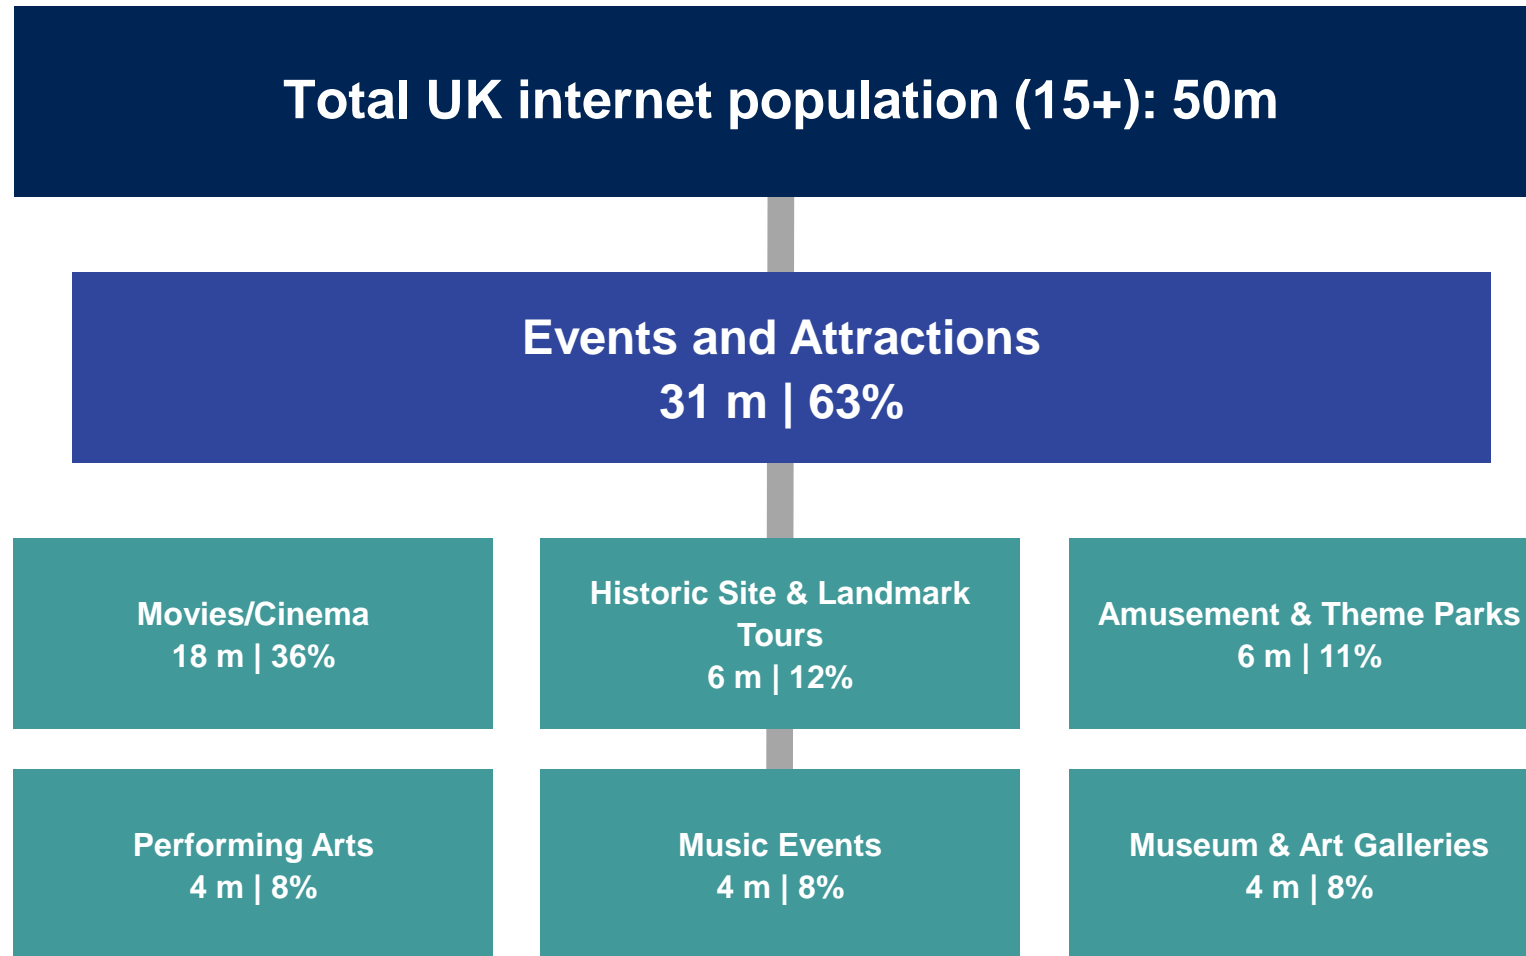 Total UK internet population (15+): 50m
Events and Attractions
31 m | 63%
Movies/Cinema
18 m | 36%
Historic Site & Landmark
Tours
6 m | 12%
Amusement & Theme Parks
6 m | 11%
Performing Arts
4 m | 8%
Music Events
4 m | 8%
Museum & Art Galleries
4 m | 8%